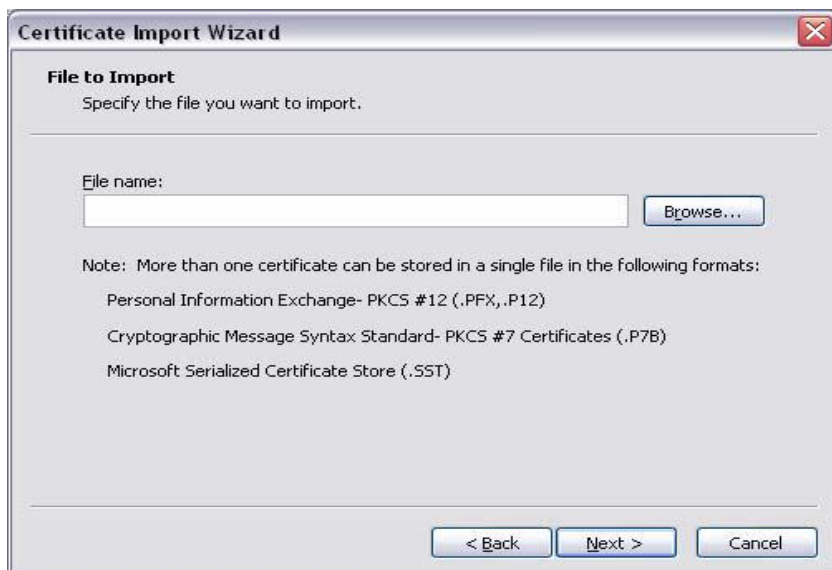 Certificate Import Wizard
File to Import
Specify the file you want to import.
File name:
Browse...
Note: More than one certificate can be stored in a single file in the following formats:
Personal Information Exchange- PKCS #12 (.PFX,.P12)
Cryptographic Message Syntax Standard- PKCS #7 Certificates (.P7B)
Microsoft Serialized Certificate Store (.SST)
< Back
Next >
Cancel